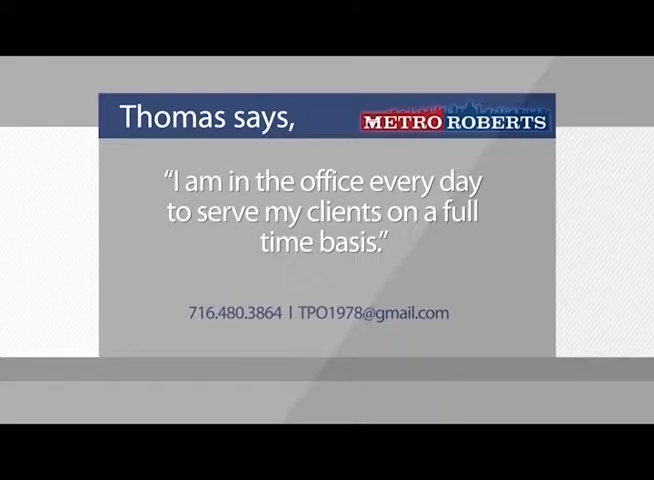 Thomas says,
METRO ROBERTS
“I am in the office every day
to serve my clients on a full
time basis.”
716.480.3864 | TPO1978@gmail.com